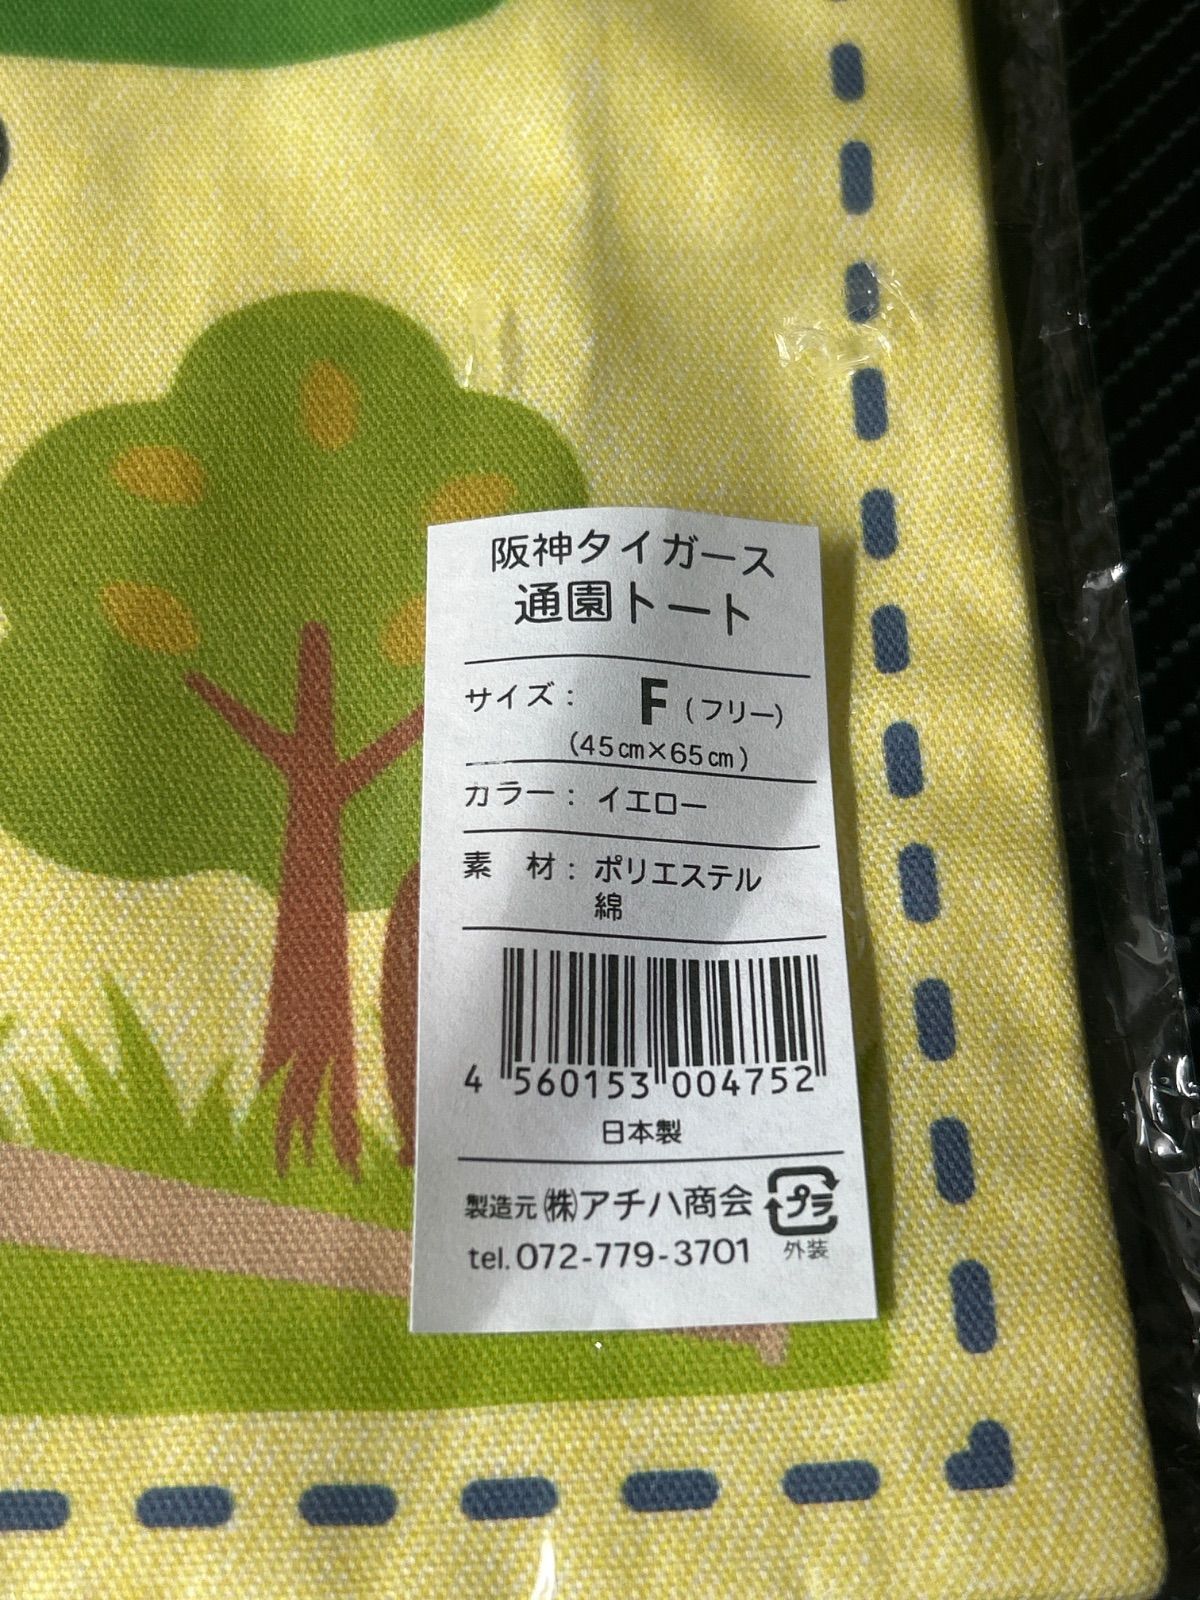 阪神タイガース
通園トート
サイズ： F（フリー）
（45㎝×65㎝）
カラー： イエロー
素 材： ポリエステル
綿
4 560153 004752
日本製
製造元 ㈱アチハ商会
tel.072-779-3701
プラ
外装